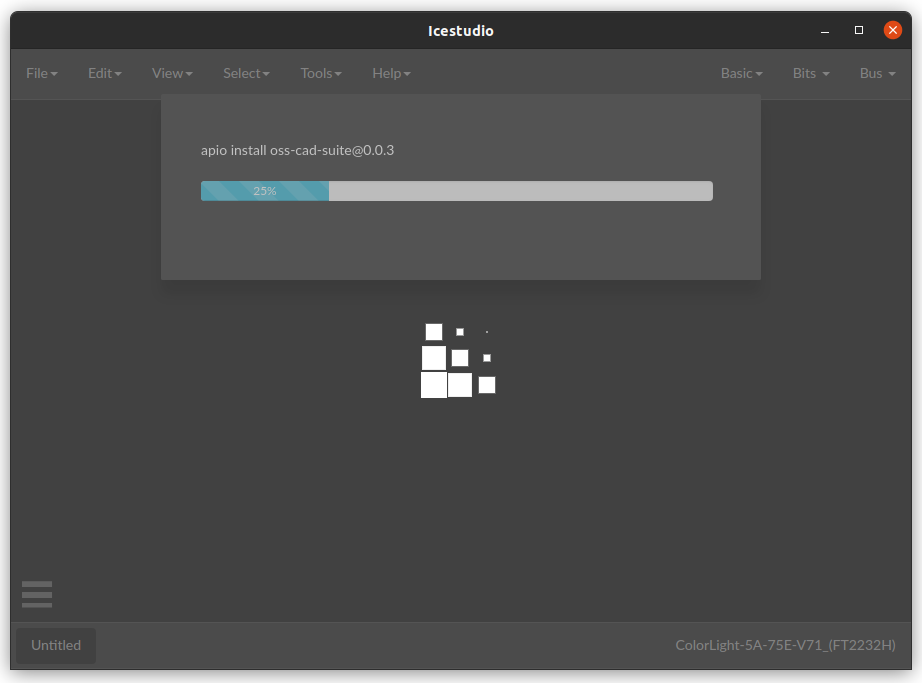 Icestudio
File Edit View Select Tools Help Basic Bits Bus
apio install oss-cad-suite@0.0.3
25%
Untitled ColorLight-5A-75E-V71_(FT2232H)